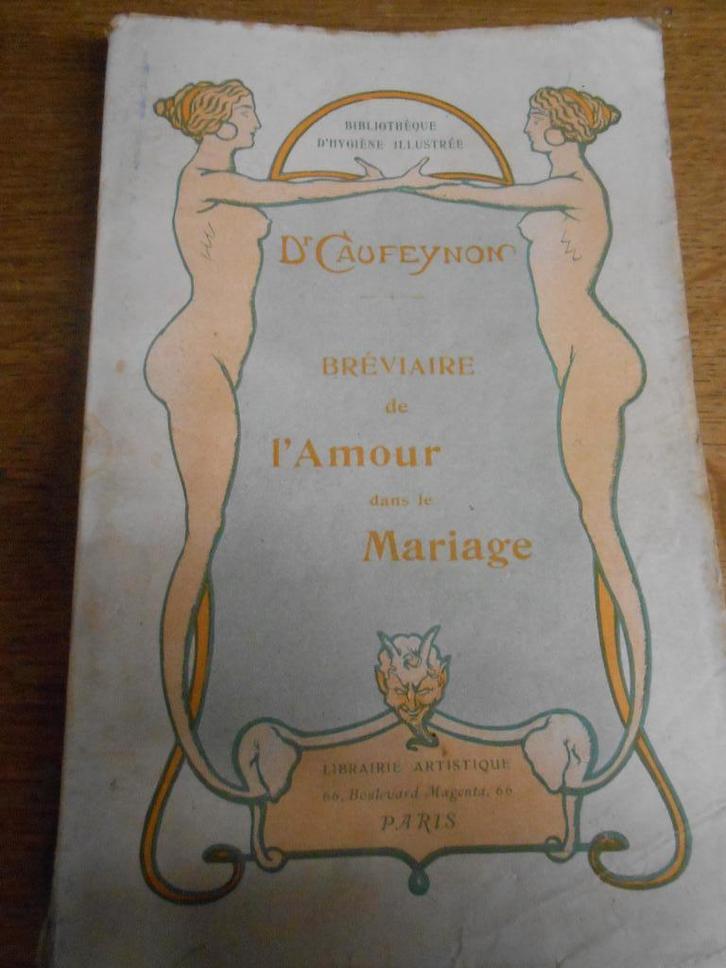 BIBLIOTHÈQUE
D'HYGIÈNE ILLUSTRÉE
Dr CAUFEYNON
BRÉVIAIRE
de
l'Amour
dans le
Mariage
LIBRAIRIE ARTISTIQUE
66, Boulevard Magenta, 66
PARIS